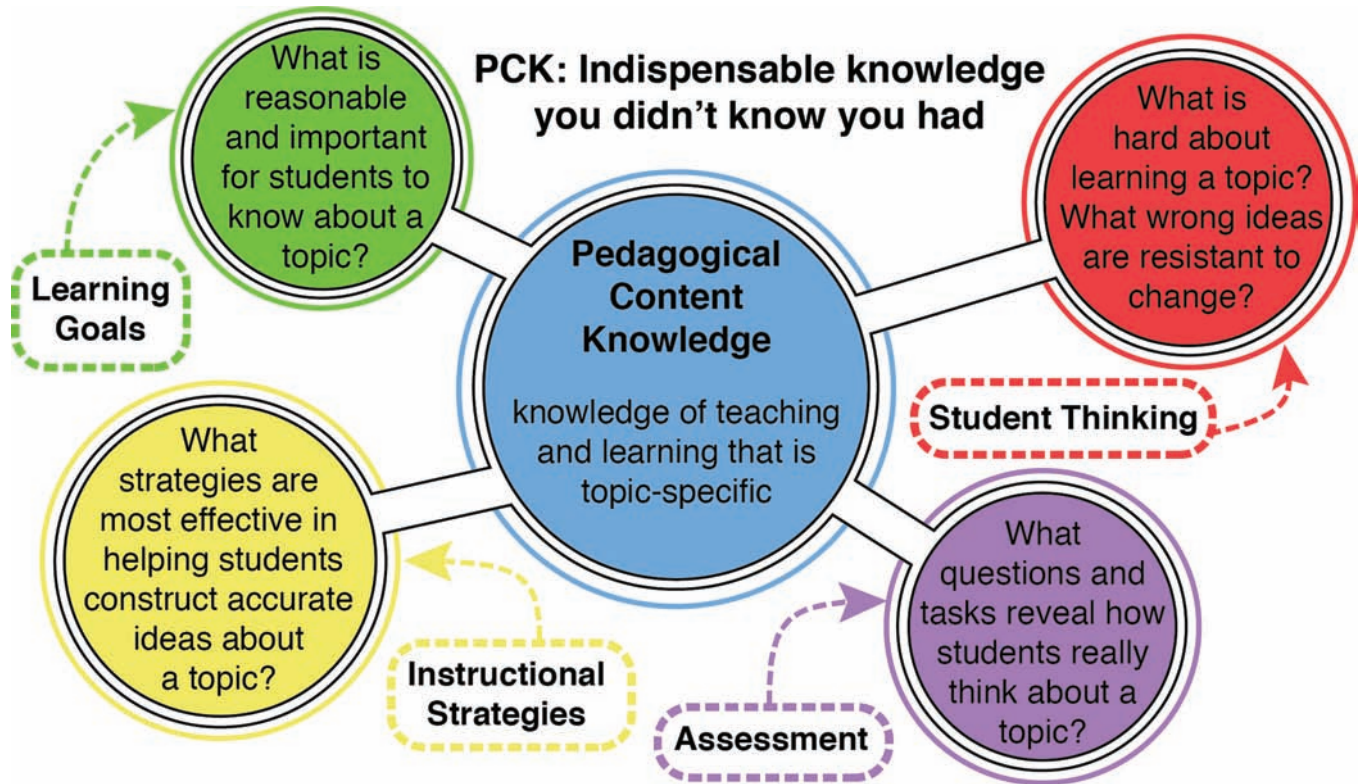 PCK: Indispensable knowledge
you didn't know you had
What is
reasonable
and important
for students to
know about a
topic?
Learning
Goals
Pedagogical
Content
Knowledge
knowledge of teaching
and learning that is
topic-specific
What is
hard about
learning a topic?
What wrong ideas
are resistant to
change?
Student Thinking
What
strategies are
most effective in
helping students
construct accurate
ideas about
a topic?
Instructional
Strategies
What
questions and
tasks reveal how
students really
think about a
topic?
Assessment